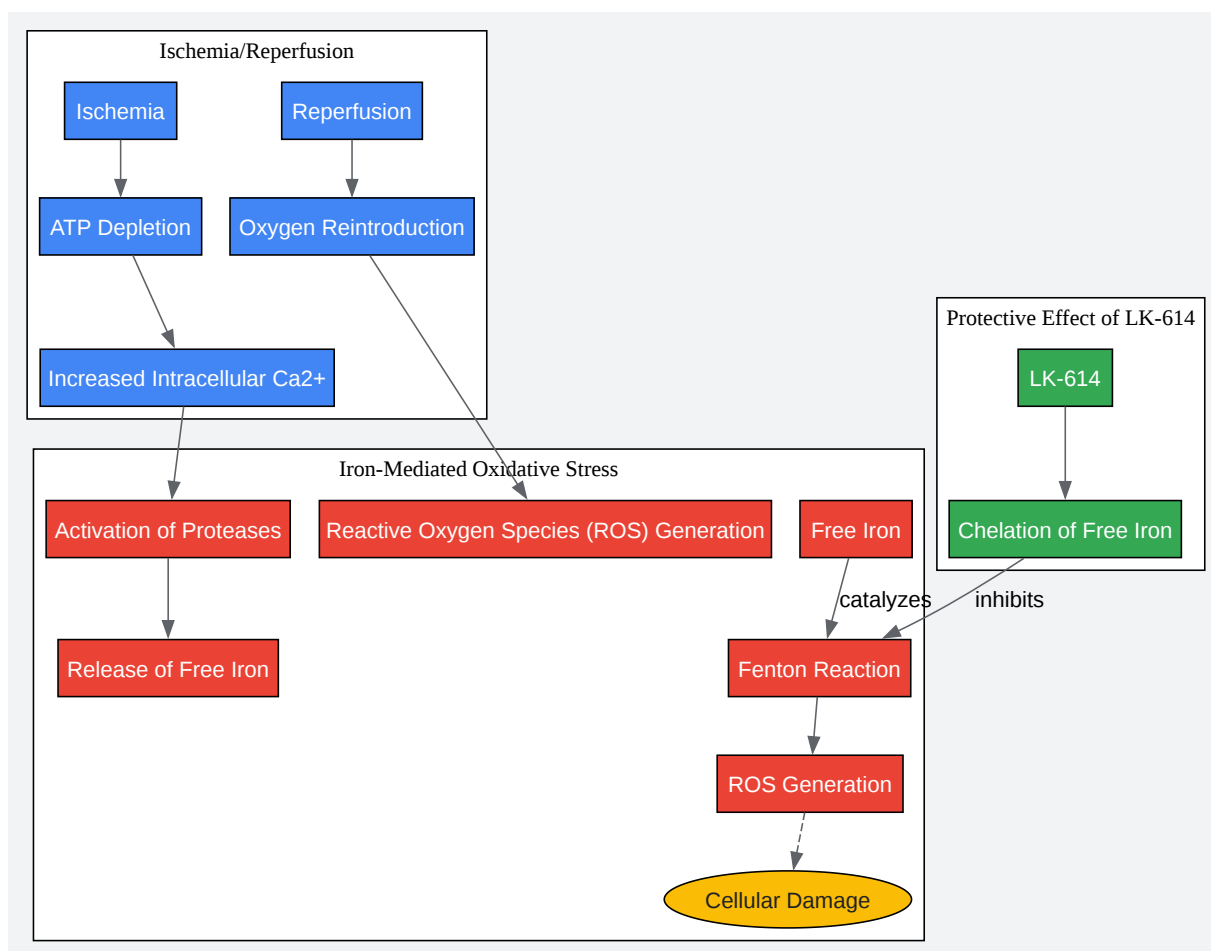 Ischemia/Reperfusion
Ischemia
Reperfusion
ATP Depletion
Oxygen Reintroduction
Increased Intracellular Ca2+
Protective Effect of LK-614
LK-614
Chelation of Free Iron
inhibits
Iron-Mediated Oxidative Stress
Activation of Proteases
Reactive Oxygen Species (ROS) Generation
Free Iron
catalyzes
Release of Free Iron
Fenton Reaction
ROS Generation
Cellular Damage